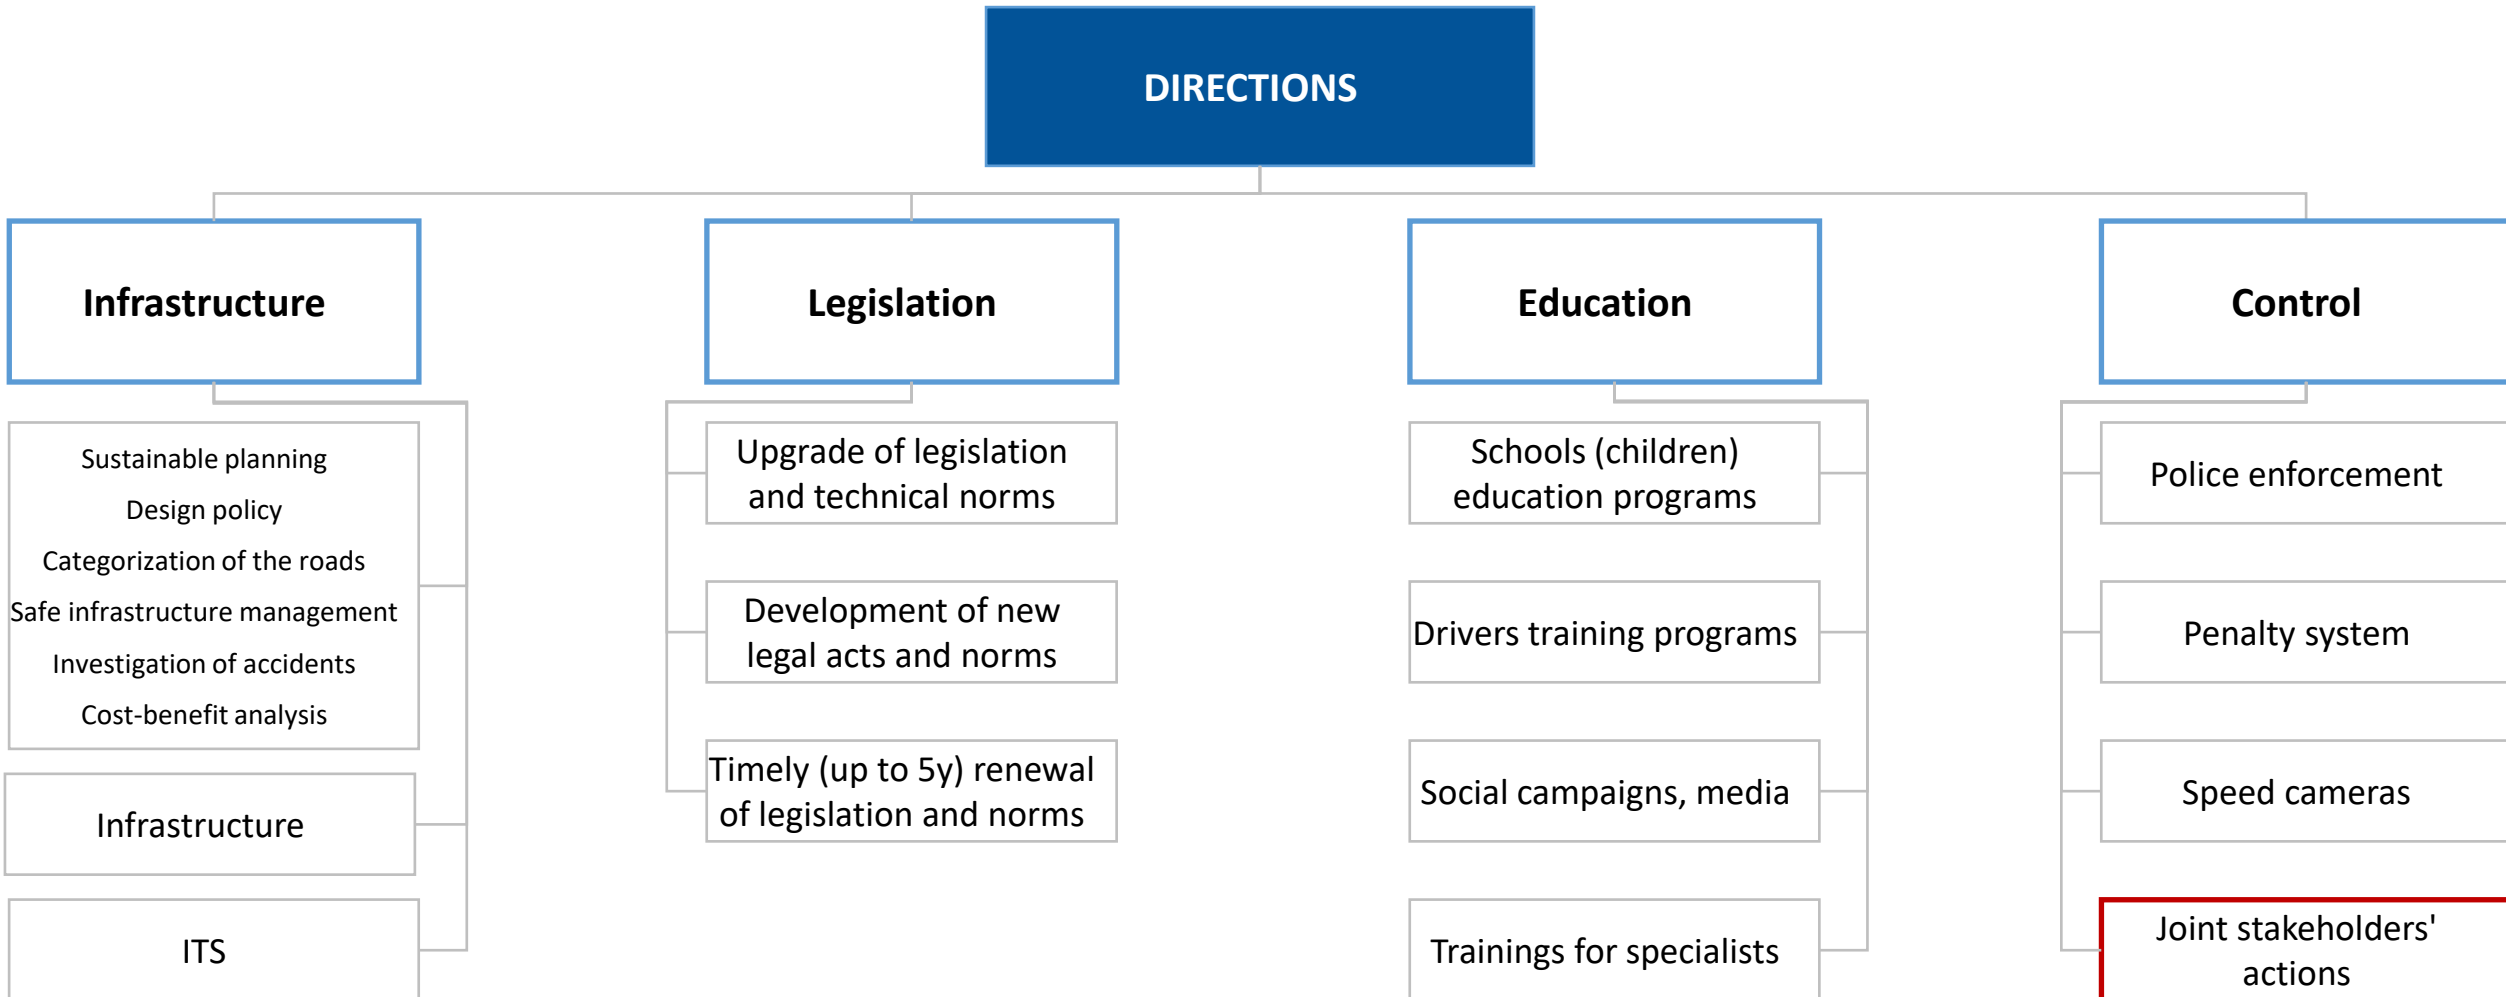 DIRECTIONS
Infrastructure
Sustainable planning
Design policy
Categorization of the roads
Safe infrastructure management
Investigation of accidents
Cost-benefit analysis
Infrastructure
ITS
Legislation
Upgrade of legislation
and technical norms
Development of new
legal acts and norms
Timely (up to 5y) renewal
of legislation and norms
Education
Schools (children)
education programs
Drivers training programs
Social campaigns, media
Trainings for specialists
Control
Police enforcement
Penalty system
Speed cameras
Joint stakeholders'
actions